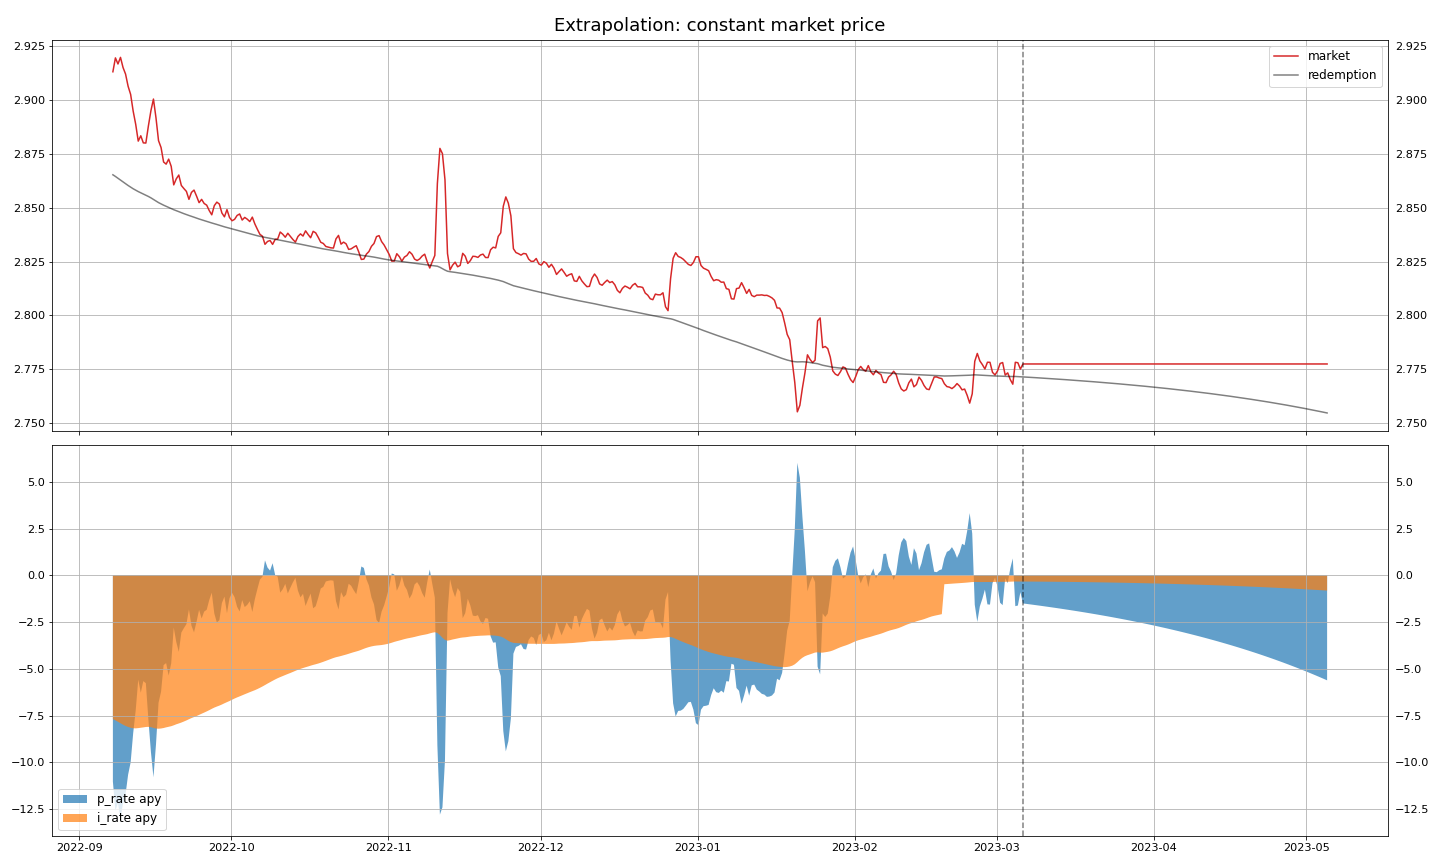 Extrapolation: constant market price
2.925 2.925
market
redemption
2.900 2.900
2.875 2.875
2.850 2.850
2.825 2.825
2.800 2.800
2.775 2.775
2.750 2.750
5.0 5.0
2.5 2.5
0.0 0.0
−2.5 −2.5
−5.0 −5.0
−7.5 −7.5
−10.0 −10.0
−12.5 −12.5
p_rate apy
i_rate apy
2022-09 2022-10 2022-11 2022-12 2023-01 2023-02 2023-03 2023-04 2023-05